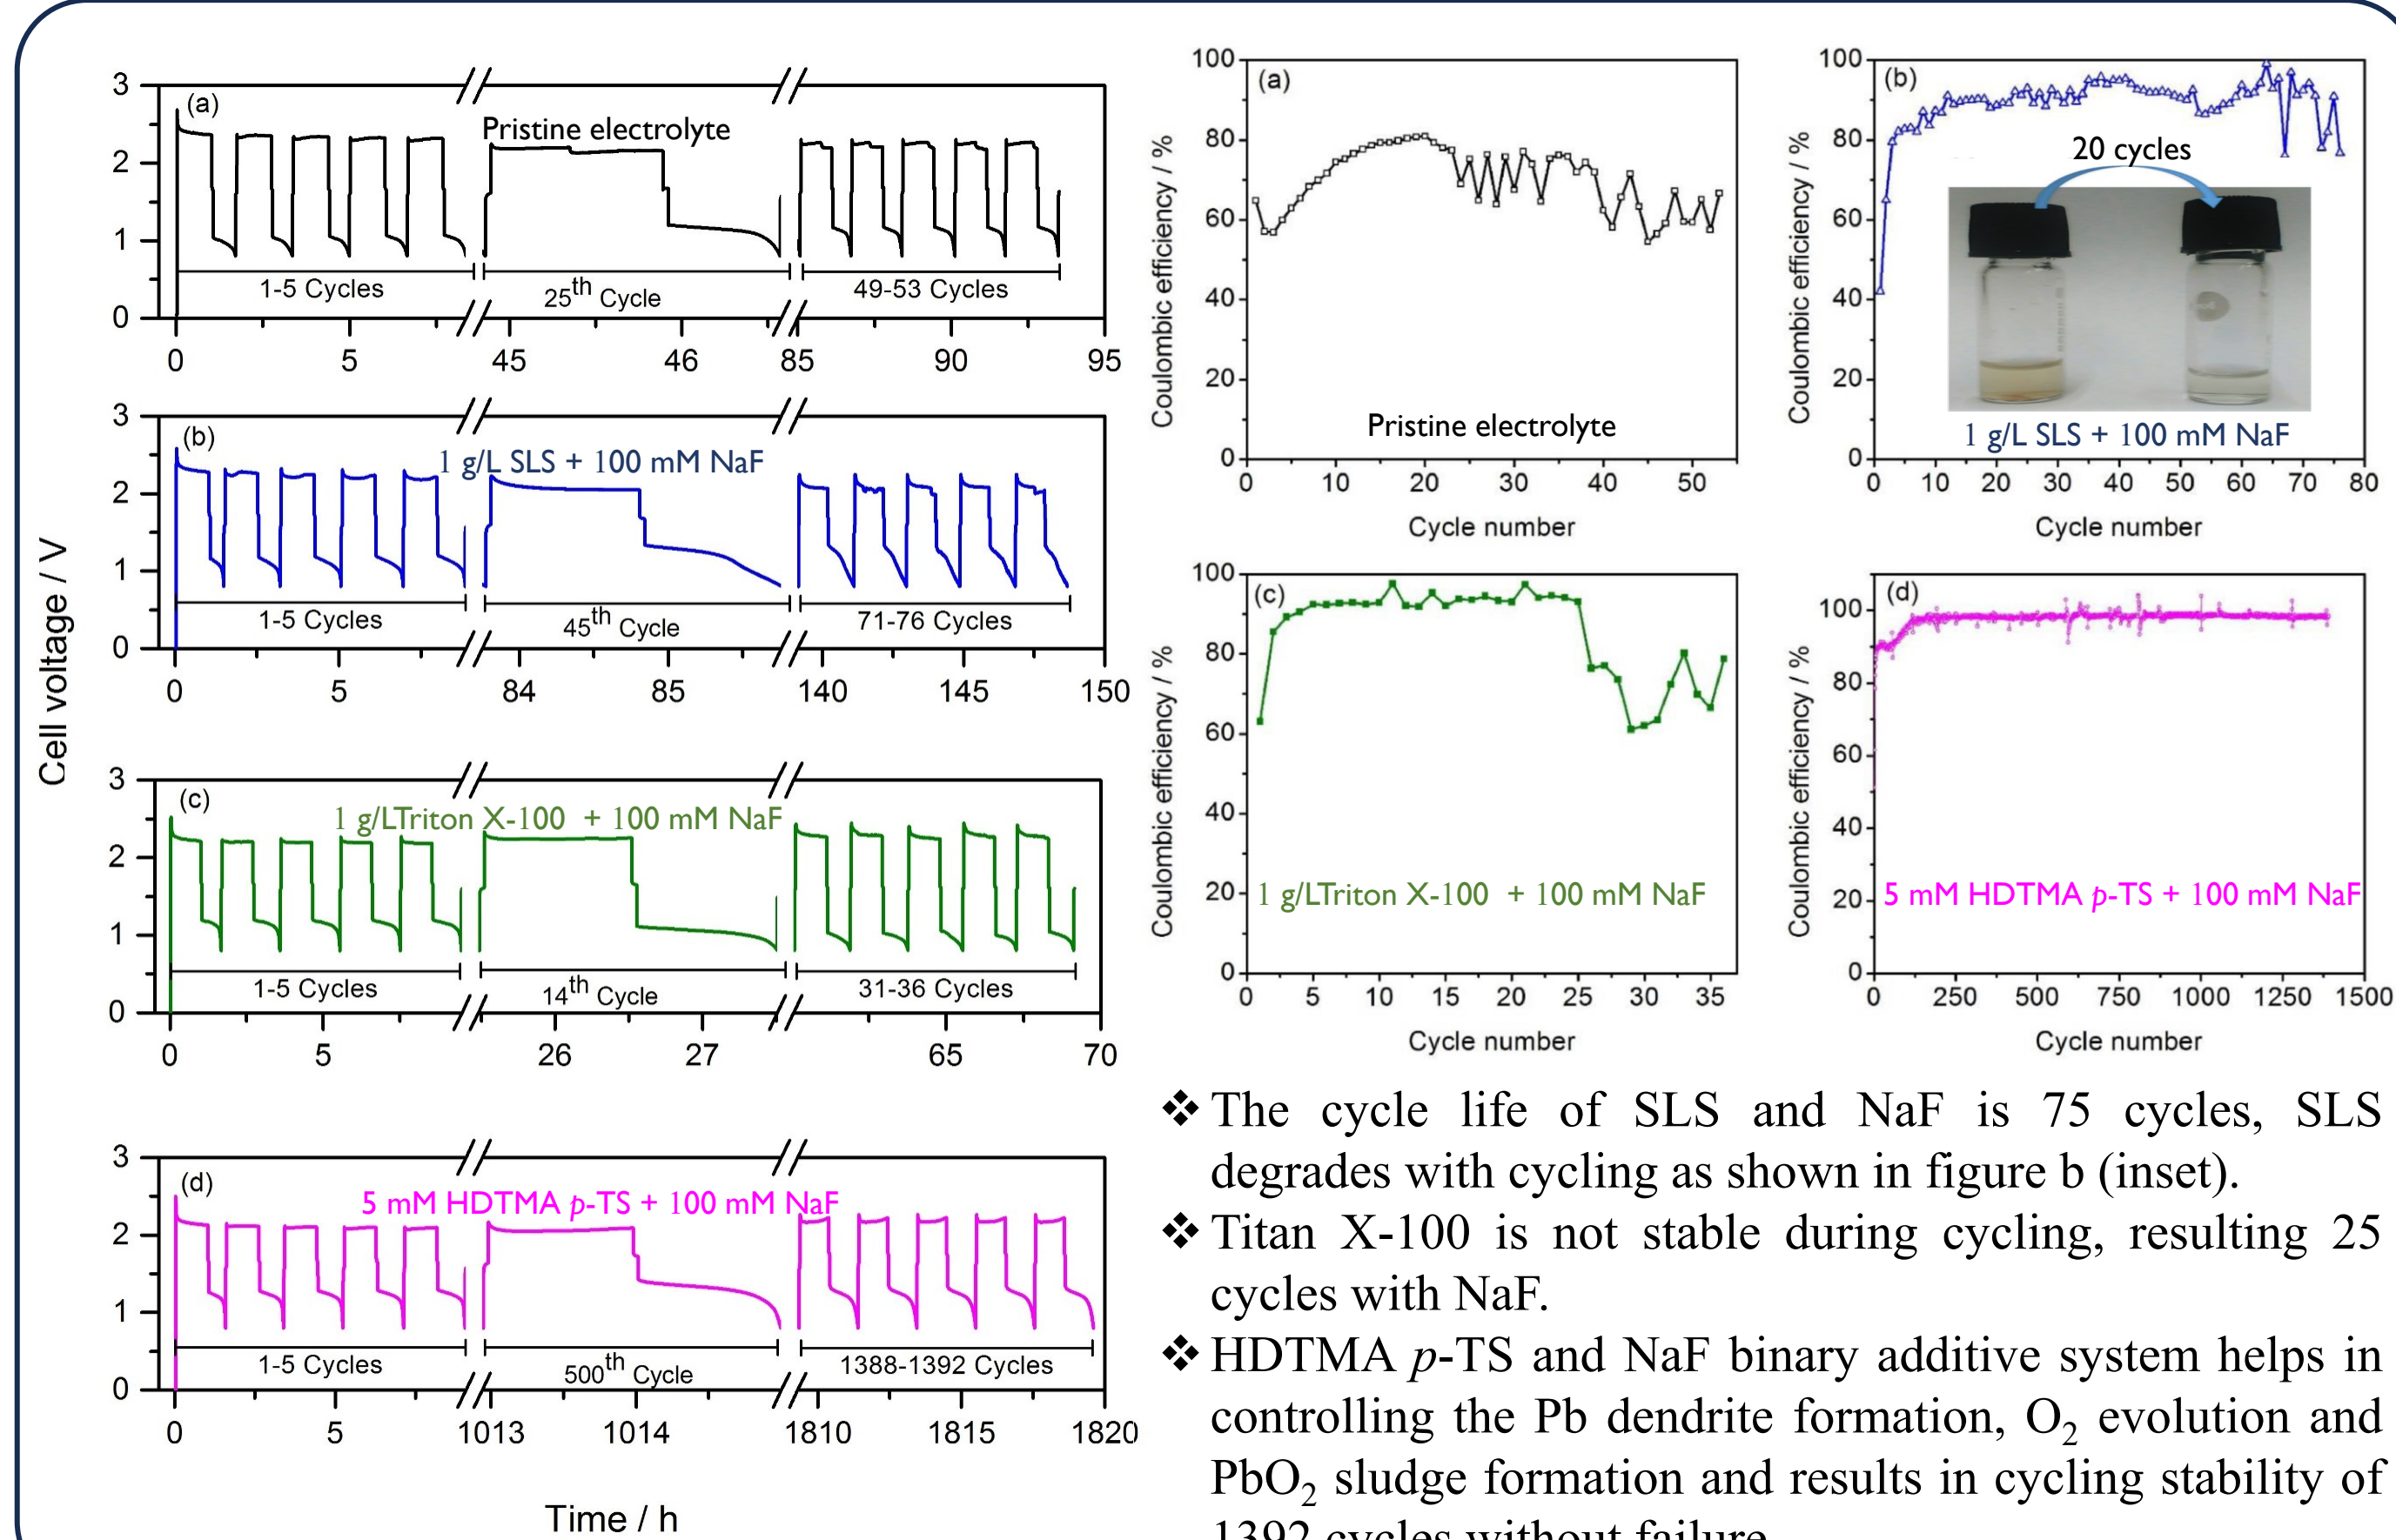 Cell voltage / V
3
2
1
0
(a)
Pristine electrolyte
1-5 Cycles
25th Cycle
49-53 Cycles
0 5 45 46 85 90 95
3
2
1
0
(b)
1 g/L SLS + 100 mM NaF
1-5 Cycles
45th Cycle
71-76 Cycles
0 5 84 85 140 145 150
3
2
1
0
(c)
1 g/LTriton X-100 + 100 mM NaF
1-5 Cycles
14th Cycle
31-36 Cycles
0 5 26 27 65 70
3
2
1
0
(d)
5 mM HDTMA p-TS + 100 mM NaF
1-5 Cycles
500th Cycle
1388-1392 Cycles
0 5 1013 1014 1810 1815 1820
Time / h
Coulombic efficiency / %
100
80
60
40
20
0
(a)
Pristine electrolyte
0 10 20 30 40 50
Cycle number
Coulombic efficiency / %
100
80
60
40
20
0
(b)
20 cycles
1 g/L SLS + 100 mM NaF
0 10 20 30 40 50 60 70 80
Cycle number
Coulombic efficiency / %
100
80
60
40
20
0
(c)
1 g/LTriton X-100 + 100 mM NaF
0 5 10 15 20 25 30 35
Cycle number
Coulombic efficiency / %
100
80
60
40
20
0
(d)
5 mM HDTMA p-TS + 100 mM NaF
0 250 500 750 1000 1250 1500
Cycle number
❖ The cycle life of SLS and NaF is 75 cycles, SLS
degrades with cycling as shown in figure b (inset).
❖ Titan X-100 is not stable during cycling, resulting 25
cycles with NaF.
❖ HDTMA p-TS and NaF binary additive system helps in
controlling the Pb dendrite formation, O2 evolution and
PbO2 sludge formation and results in cycling stability of
1392 cycles without failure